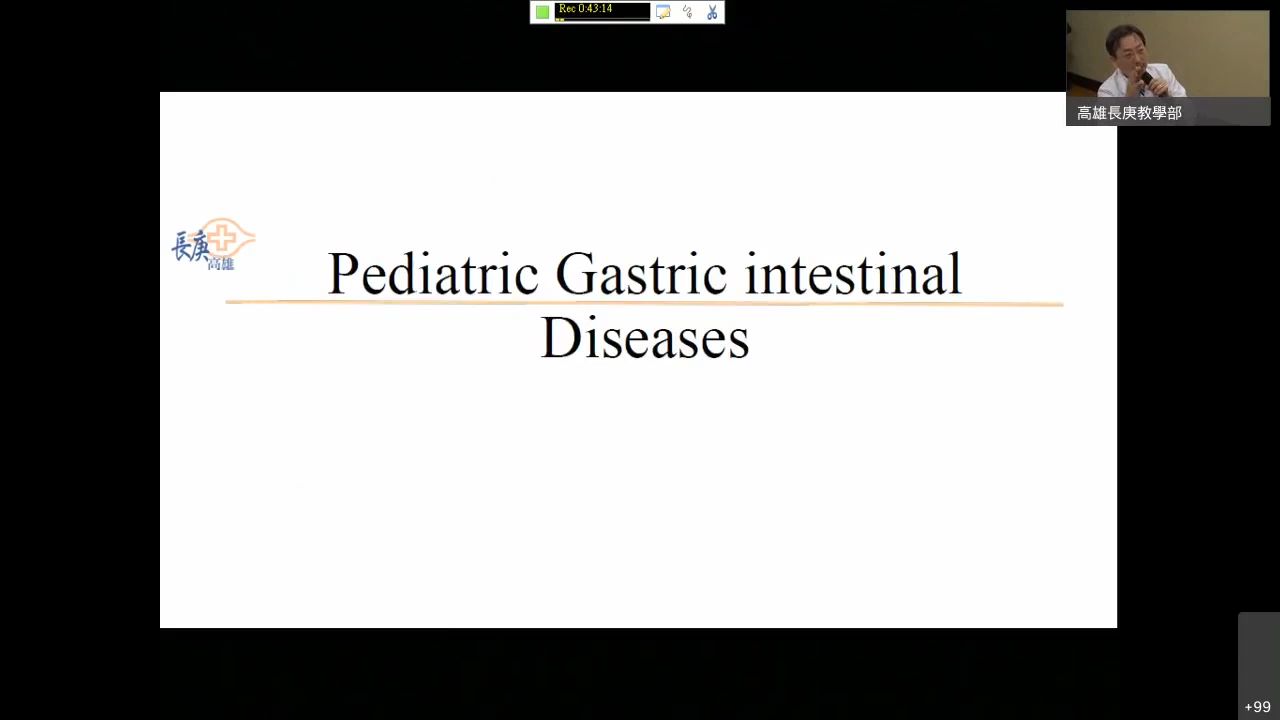 Rec 0:43:14
高雄長庚教學部
長庚
高雄
Pediatric Gastric intestinal
Diseases
+99